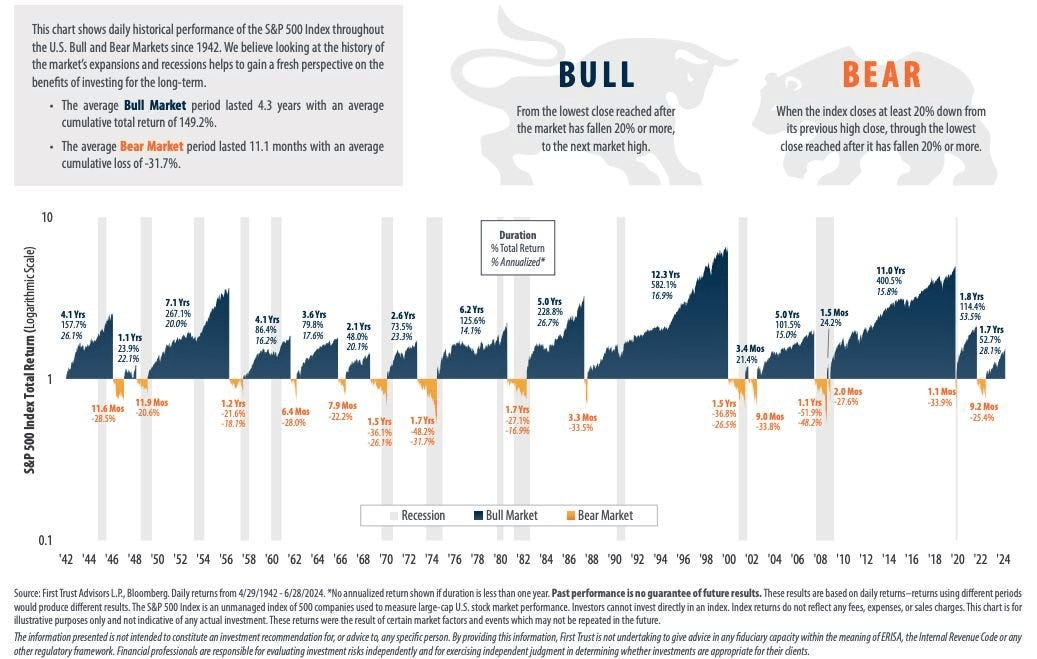 This chart shows daily historical performance of the S&P 500 Index throughout
the U.S. Bull and Bear Markets since 1942. We believe looking at the history
of the market's expansions and recessions helps to gain a fresh perspective on the
benefits of investing for the long-term.
• The average Bull Market period lasted 4.3 years with an average
cumulative total return of 149.2%.
• The average Bear Market period lasted 11.1 months with an average
cumulative loss of -31.7%.
BULL
From the lowest close reached after
the market has fallen 20% or more,
to the next market high.
BEAR
When the index closes at least 20% down from
its previous high close, through the lowest
close reached after it has fallen 20% or more.
S&P 500 Index Total Return (Logarithmic Scale)
10
1
0.1
Duration
% Total Return
% Annualized*
4.1 Yrs
157.7%
26.1%
1.1 Yrs
23.9%
22.1%
7.1 Yrs
267.1%
20.0%
4.1 Yrs
86.4%
16.2%
3.6 Yrs
79.8%
17.6%
2.1 Yrs
48.0%
20.1%
2.6 Yrs
73.5%
23.3%
6.2 Yrs
125.6%
14.1%
5.0 Yrs
228.8%
26.7%
12.3 Yrs
582.1%
16.9%
3.4 Mos
21.4%
5.0 Yrs
101.5%
15.0%
1.5 Mos
24.2%
11.0 Yrs
400.5%
15.8%
1.8 Yrs
114.4%
53.5%
1.7 Yrs
52.7%
28.1%
11.6 Mos
-28.5%
11.9 Mos
-20.6%
1.2 Yrs
-21.6%
-18.1%
6.4 Mos
-28.0%
7.9 Mos
-22.2%
1.5 Yrs
-36.1%
-26.1%
1.7 Yrs
-48.2%
-31.7%
1.7 Yrs
-27.1%
-16.9%
3.3 Mos
-33.5%
1.5 Yrs
-36.8%
-26.5%
9.0 Mos
-33.8%
1.1 Yrs
-51.9%
-48.2%
2.0 Mos
-27.6%
1.1 Mos
-33.9%
9.2 Mos
-25.4%
Recession Bull Market Bear Market
'42 '44 '46 '48 '50 '52 '54 '56 '58 '60 '62 '64 '66 '68 '70 '72 '74 '76 '78 '80 '82 '84 '86 '88 '90 '92 '94 '96 '98 '00 '02 '04 '06 '08 '10 '12 '14 '16 '18 '20 '22 '24
Source: First Trust Advisors L.P., Bloomberg. Daily returns from 4/29/1942 - 6/28/2024. *No annualized return shown if duration is less than one year. Past performance is no guarantee of future results. These results are based on daily returns–returns using different periods
would produce different results. The S&P 500 Index is an unmanaged index of 500 companies used to measure large-cap U.S. stock market performance. Investors cannot invest directly in an index. Index returns do not reflect any fees, expenses, or sales charges. This chart is for
illustrative purposes only and not indicative of any actual investment. These returns were the result of certain market factors and events which may not be repeated in the future.
The information presented is not intended to constitute an investment recommendation for, or advice to, any specific person. By providing this information, First Trust is not undertaking to give advice in any fiduciary capacity within the meaning of ERISA, the Internal Revenue Code or any
other regulatory framework. Financial professionals are responsible for evaluating investment risks independently and for exercising independent judgment in determining whether investments are appropriate for their clients.